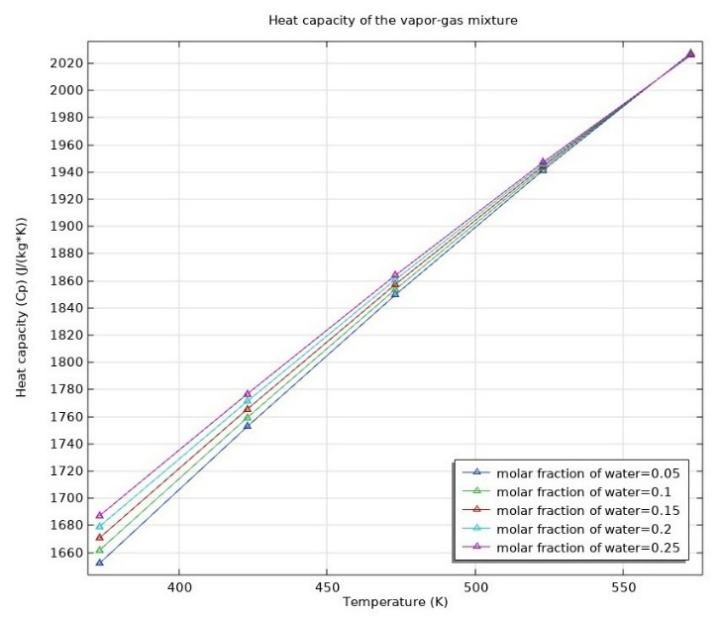 Heat capacity of the vapor-gas mixture
Heat capacity (Cp) (J/(kg*K))
2020
2000
1980
1960
1940
1920
1900
1880
1860
1840
1820
1800
1780
1760
1740
1720
1700
1680
1660
molar fraction of water=0.05
molar fraction of water=0.1
molar fraction of water=0.15
molar fraction of water=0.2
molar fraction of water=0.25
400 450 500 550
Temperature (K)